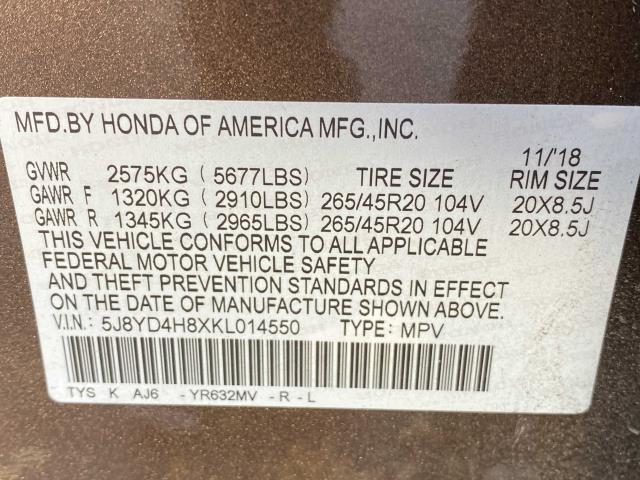 MFD.BY HONDA OF AMERICA MFG.,INC.
11/'18
GVWR 2575KG ( 5677LBS) TIRE SIZE RIM SIZE
GAWR F 1320KG ( 2910LBS) 265/45R20 104V 20X8.5J
GAWR R 1345KG ( 2965LBS) 265/45R20 104V 20X8.5J
THIS VEHICLE CONFORMS TO ALL APPLICABLE
FEDERAL MOTOR VEHICLE SAFETY
AND THEFT PREVENTION STANDARDS IN EFFECT
ON THE DATE OF MANUFACTURE SHOWN ABOVE.
V.I.N.: 5J8YD4H8XKL014550 TYPE: MPV
TYS K AJ6 - YR632MV - R - L